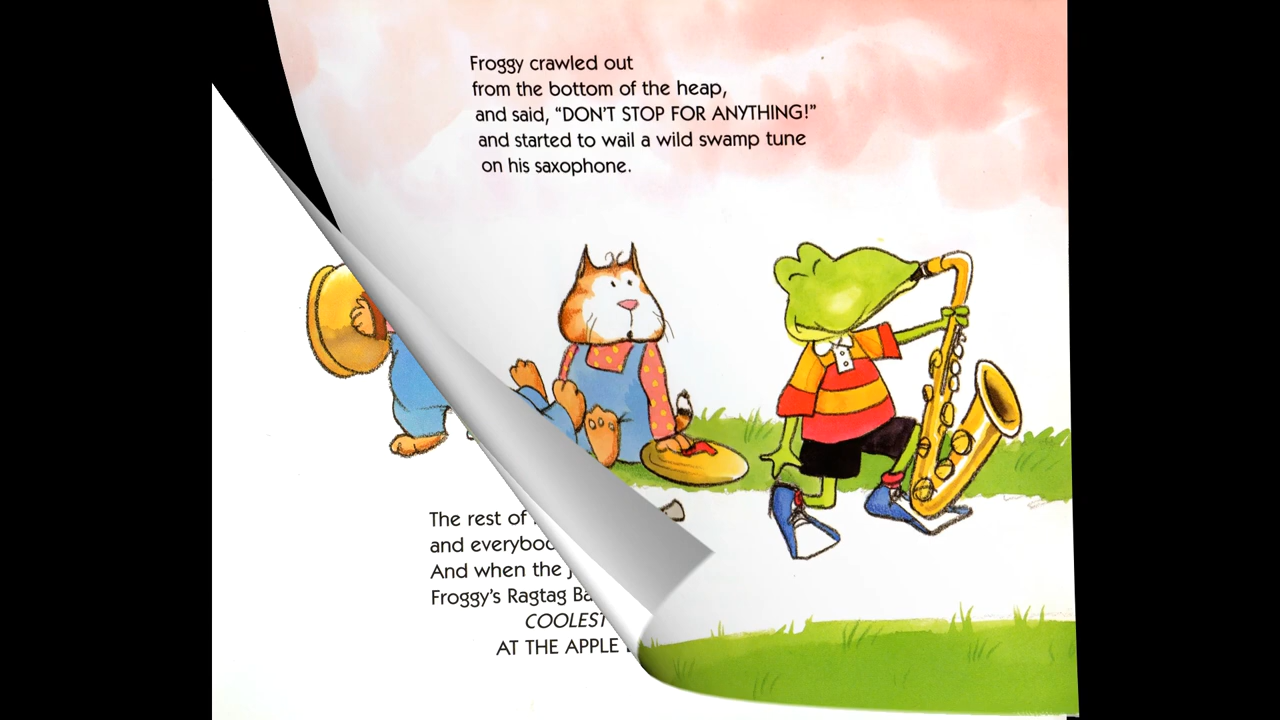 Froggy crawled out
from the bottom of the heap,
and said, “DON’T STOP FOR ANYTHING!”
and started to wail a wild swamp tune
on his saxophone.
The rest of
and everybod
And when the j
Froggy’s Ragtag Ba
COOLEST
AT THE APPLE